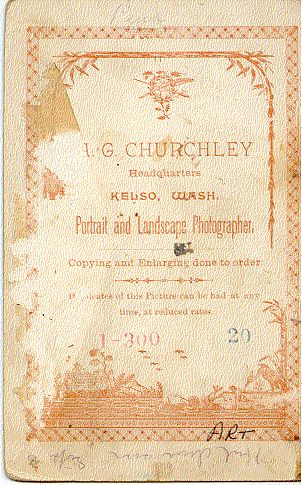 A. G. CHURCHLEY
Headquarters
KELSO, WASH.
Portrait and Landscape Photographer.
Copying and Enlarging done to order
Duplicates of this Picture can be had at any
time, at reduced rates.
1-300 20
ART